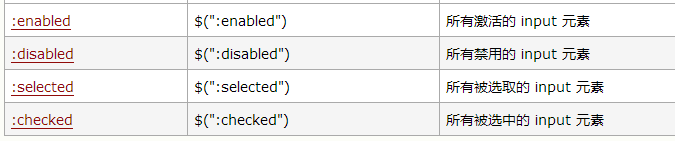 :enabled $(":enabled") 所有激活的 input 元素
:disabled $(":disabled") 所有禁用的 input 元素
:selected $(":selected") 所有被选取的 input 元素
:checked $(":checked") 所有被选中的 input 元素